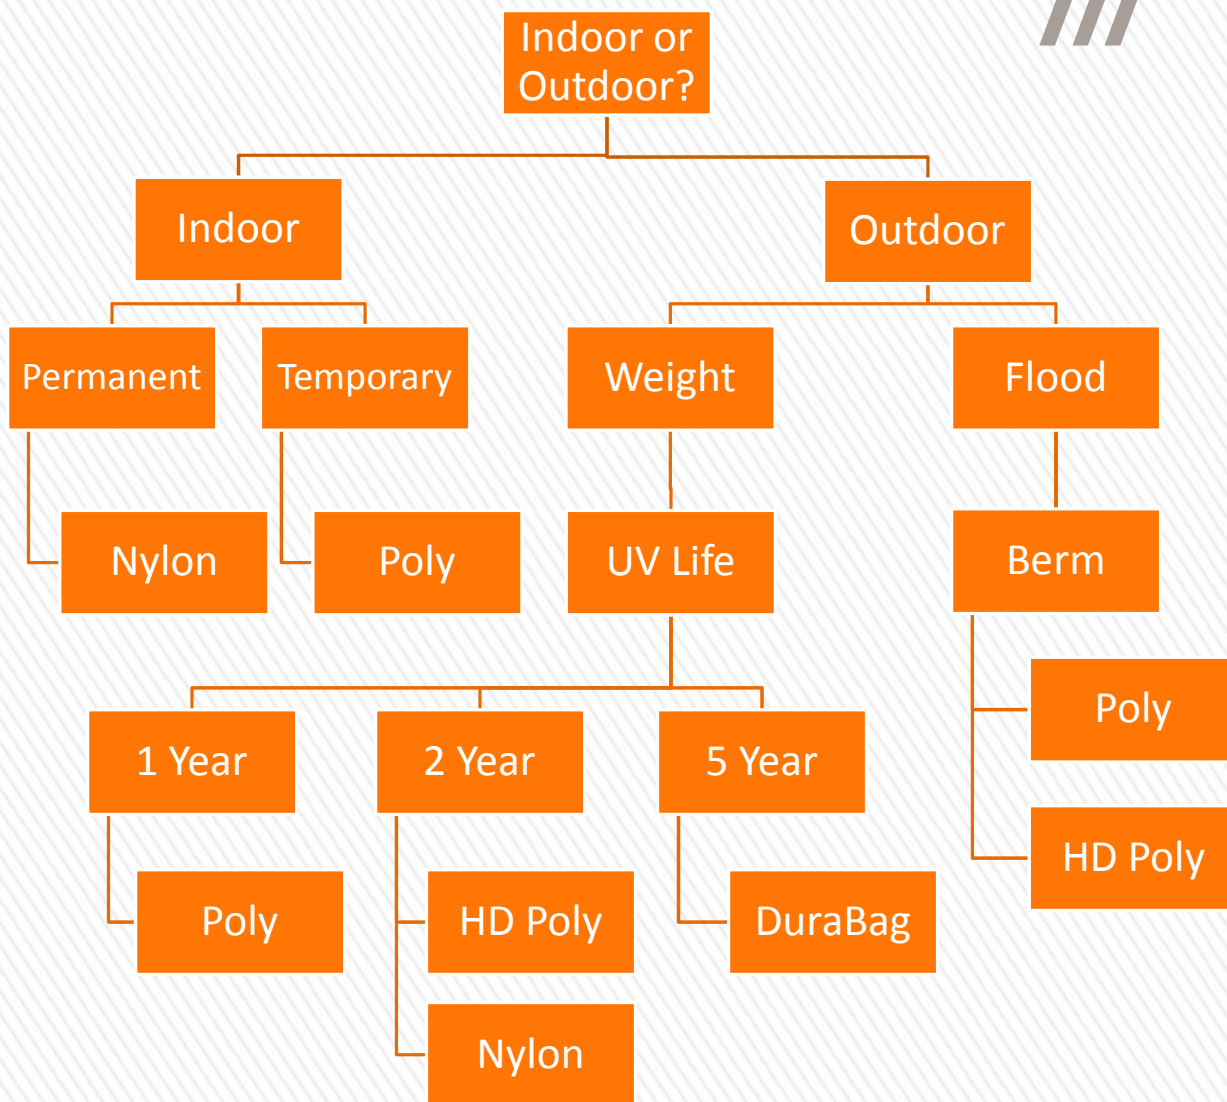 Indoor or
Outdoor?
Indoor
Outdoor
Permanent
Temporary
Weight
Flood
Nylon
Poly
UV Life
Berm
Poly
HD Poly
1 Year
2 Year
5 Year
Poly
HD Poly
DuraBag
Nylon